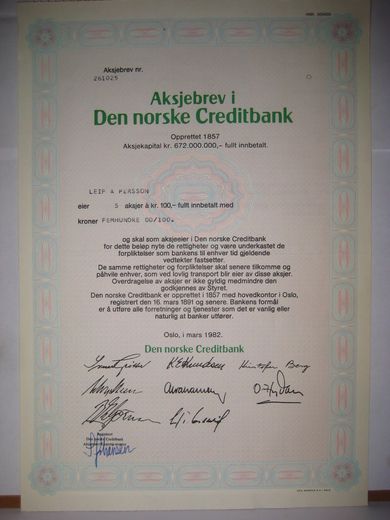 Aksjebrev nr.
261025
Aksjebrev i
Den norske Creditbank
Opprettet 1857
Aksjekapital kr. 672.000.000,– fullt innbetalt.
LEIF A PERSSON
eier 5 aksjer à kr. 100,– fullt innbetalt med
kroner FEMHUNDRE 00/100.
og skal som aksjeeier i Den norske Creditbank
for dette beløp nyte de rettigheter og være underkastet de
forpliktelser som bankens til enhver tid gjeldende
vedtekter fastsetter.
De samme rettigheter og forpliktelser skal senere tilkomme og
påhvile enhver, som ved lovlig transport blir eier av disse aksjer.
Overdragelse av aksjer er ikke gyldig medmindre den
godkjennes av Styret.
Den norske Creditbank er opprettet i 1857 med hovedkontor i Oslo,
registrert den 16. mars 1891 og senere. Bankens formål
er å utføre alle forretninger og tjenester som det er vanlig eller
naturlig at banker utfører.
Oslo, i mars 1982.
Den norske Creditbank
Den norske Creditbank